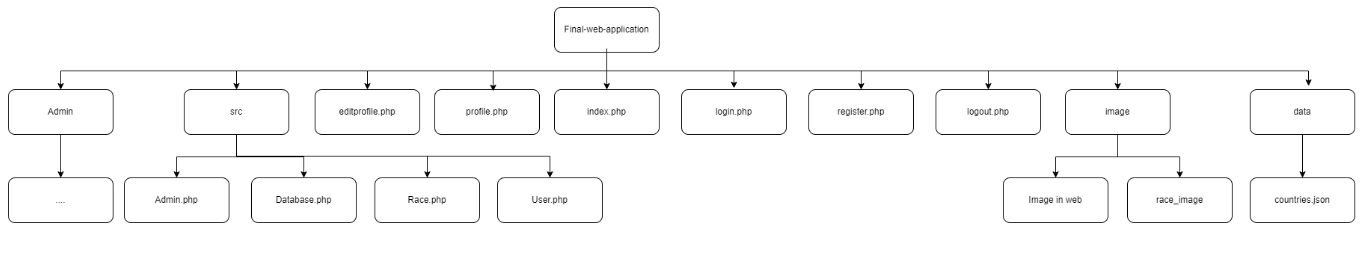 Final-web-application
Admin
src
editprofile.php
profile.php
index.php
login.php
register.php
logout.php
image
data
....
Admin.php
Database.php
Race.php
User.php
Image in web
race_image
countries.json